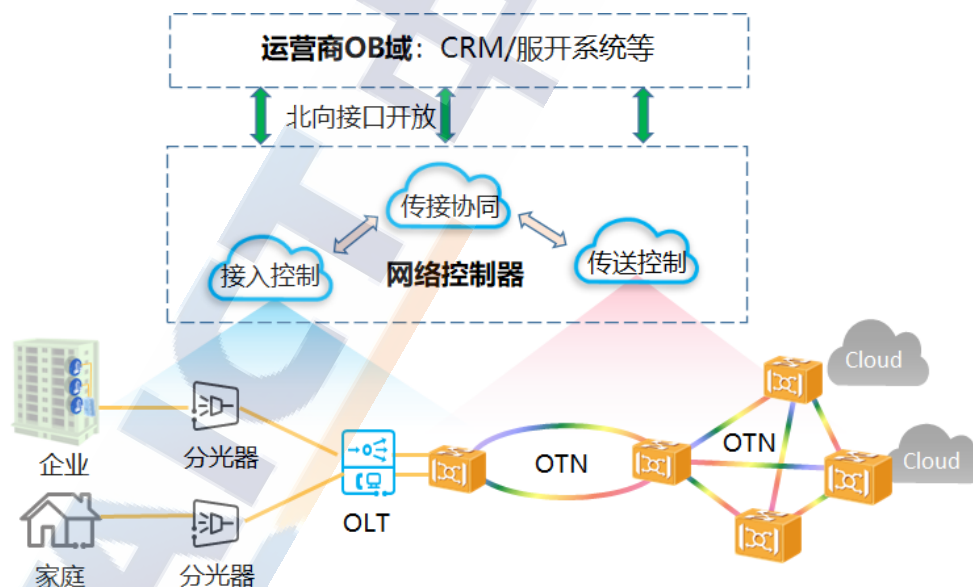 运营商OB域：CRM/服开系统等
北向接口开放
传接协同
接入控制
传送控制
网络控制器
Cloud
Cloud
企业
分光器
OTN
OTN
OLT
家庭
分光器